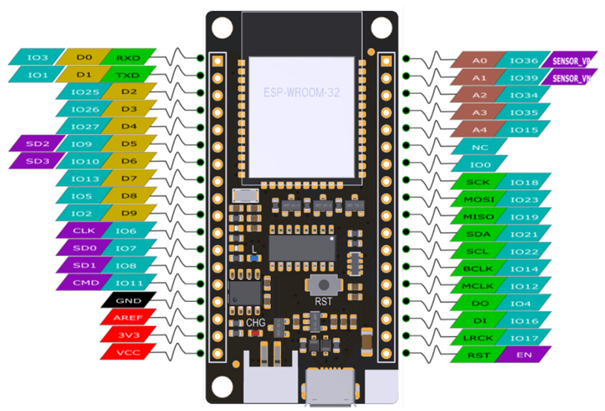 IO3 D0 RXD
IO1 D1 TXD
IO25 D2
IO26 D3
IO27 D4
SD2 IO9 D5
SD3 IO10 D6
IO13 D7
IO5 D8
IO2 D9
CLK IO6
SD0 IO7
SD1 IO8
CMD IO11
GND
AREF
3V3
VCC
ESP-WROOM-32
RST
CHG
A0 IO36 SENSOR_VP
A1 IO39 SENSOR_VN
A2 IO34
A3 IO35
A4 IO15
NC
IO0
SCK IO18
MOSI IO23
MISO IO19
SDA IO21
SCL IO22
BCLK IO14
MCLK IO12
DO IO4
DI IO16
LRCK IO17
RST EN